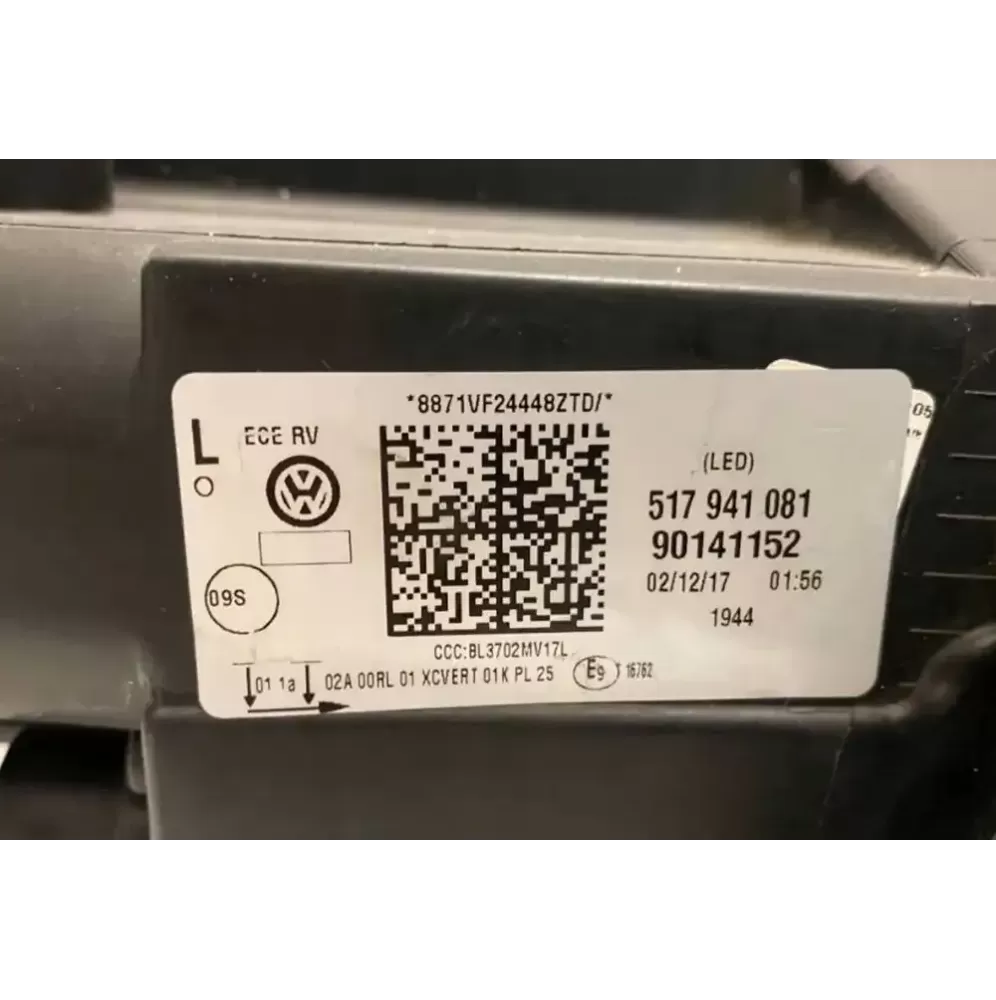 *8871VF24448ZTD/*
L
ECE RV
(LED)
517 941 081
90141152
02/12/17 01:56
1944
09S
CCC:BL3702MV17L
01 1a
02A 00RL 01 XCVERT 01K PL 25
E9
16762
05